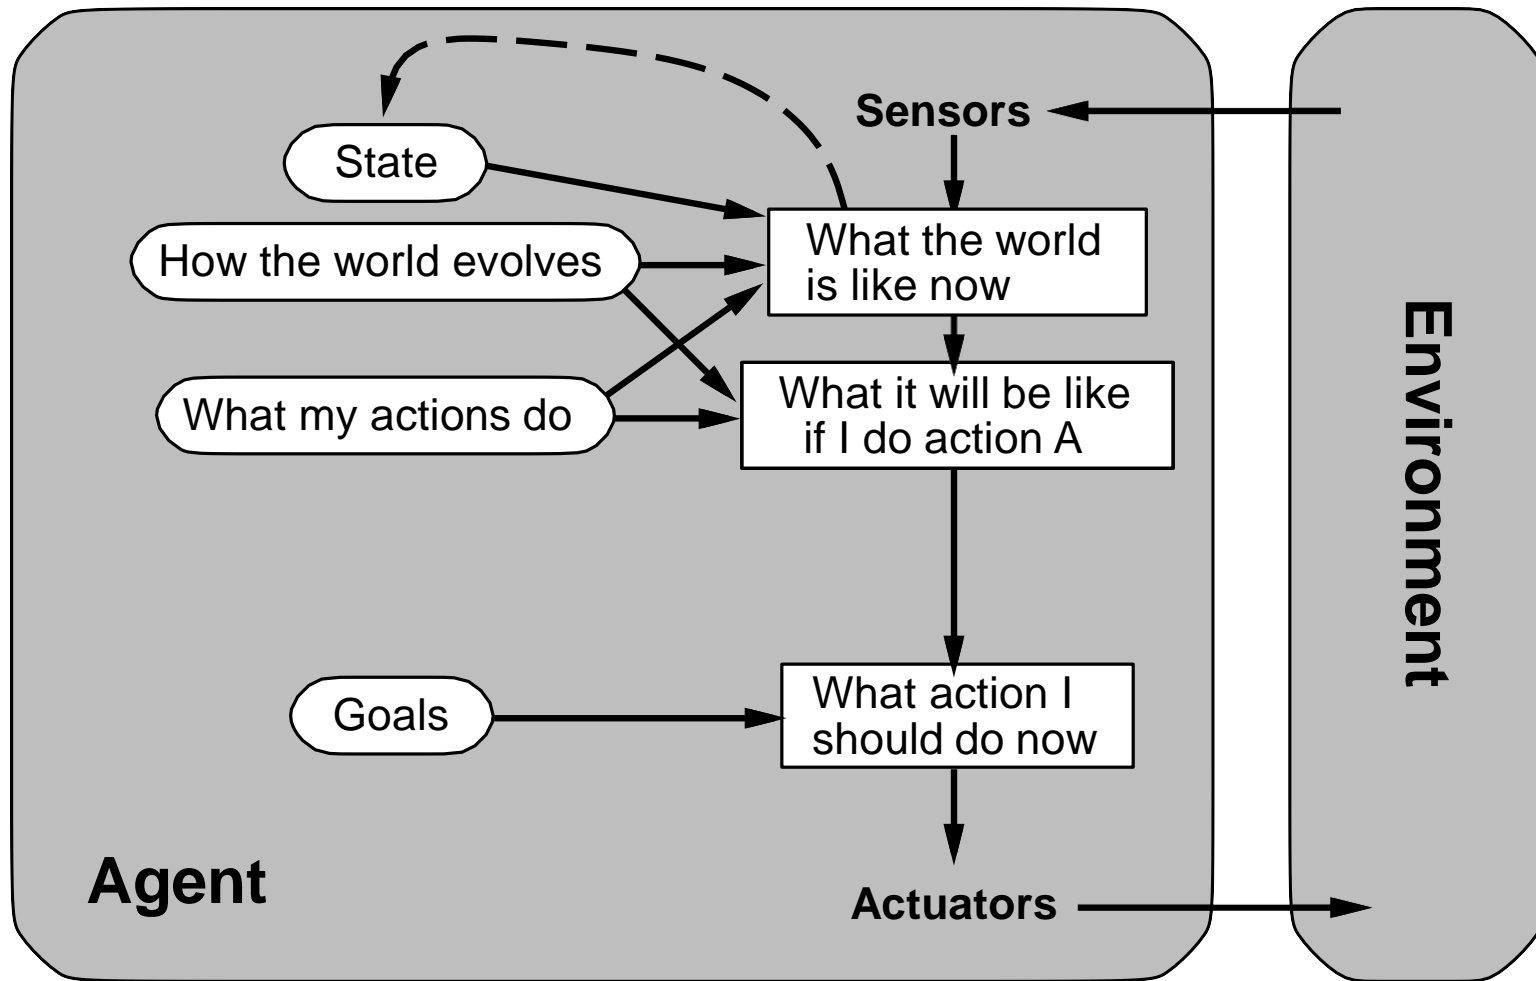 Sensors
State
What the world
is like now
How the world evolves
What it will be like
if I do action A
What my actions do
What action I
should do now
Goals
Agent
Actuators
Environment